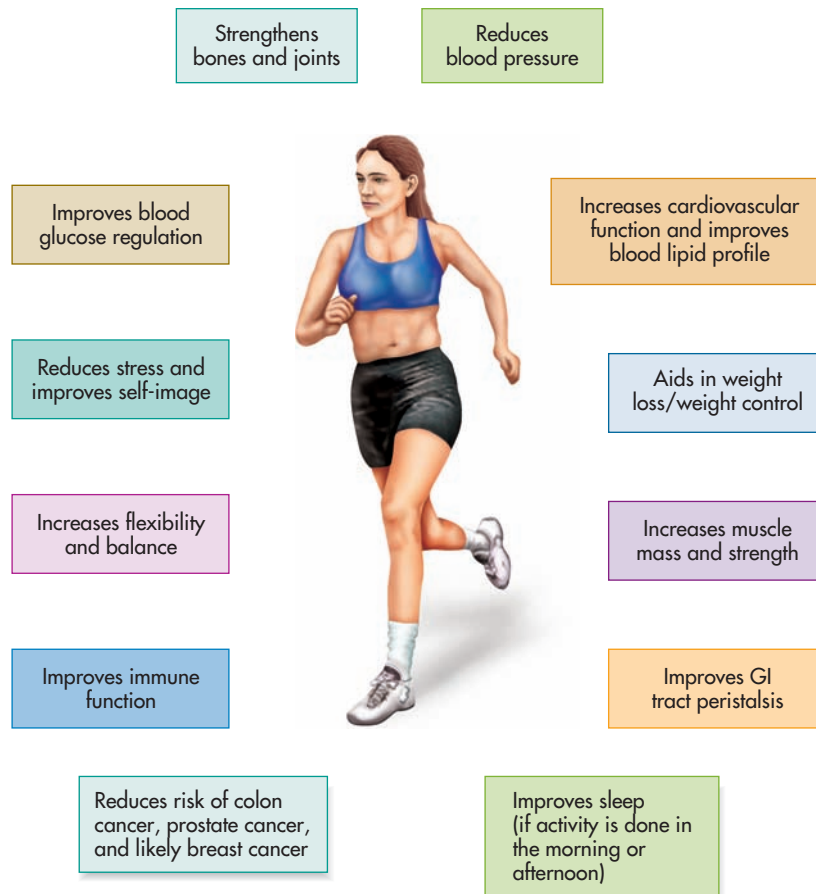 Strengthens
bones and joints
Reduces
blood pressure
Improves blood
glucose regulation
Increases cardiovascular
function and improves
blood lipid profile
Reduces stress and
improves self-image
Aids in weight
loss/weight control
Increases flexibility
and balance
Increases muscle
mass and strength
Improves immune
function
Improves GI
tract peristalsis
Reduces risk of colon
cancer, prostate cancer,
and likely breast cancer
Improves sleep
(if activity is done in
the morning or
afternoon)